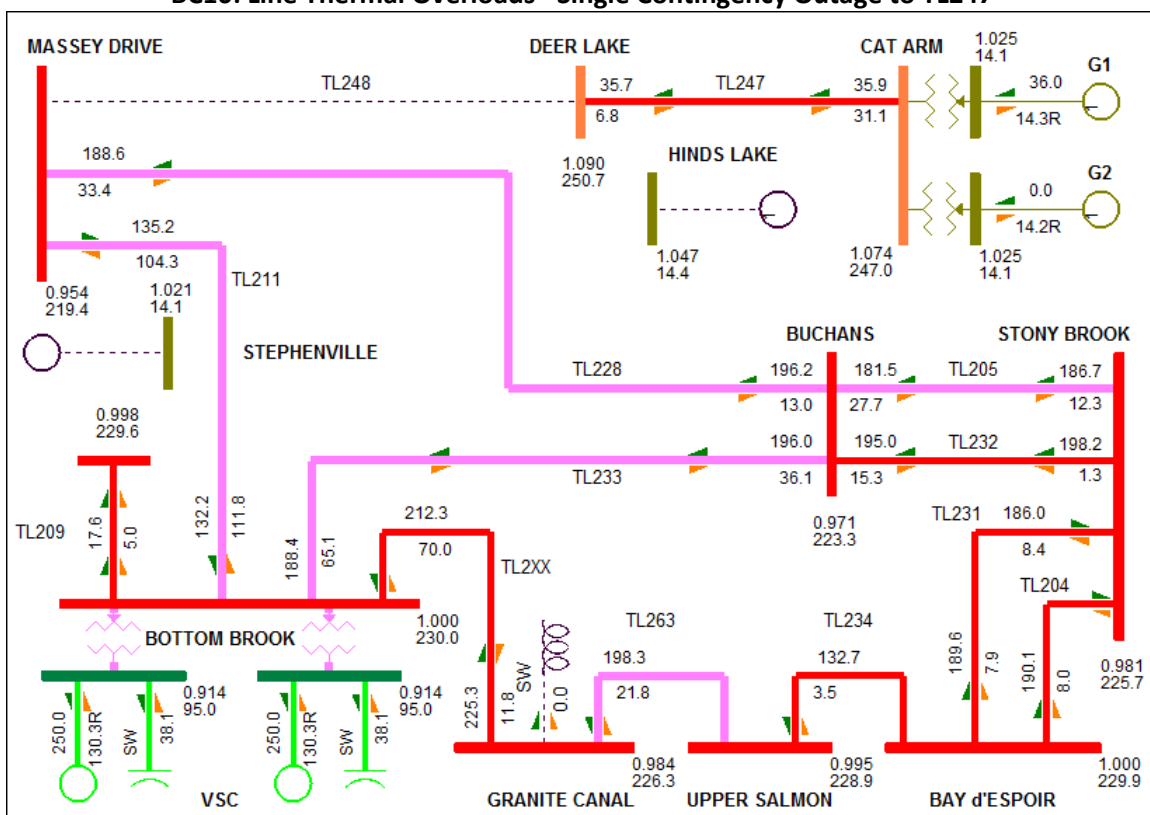 Line Thermal Overloads - Single Contingency Outage to TL247
MASSEY DRIVE
DEER LAKE
CAT ARM
1.025
14.1
G1
TL248
35.7
TL247
35.9
36.0
6.8
31.1
14.3R
188.6
HINDS LAKE
G2
33.4
1.090
250.7
0.0
14.2R
135.2
104.3
1.047
14.4
1.074
247.0
1.025
14.1
TL211
0.954
219.4
1.021
14.1
STEPHENVILLE
BUCHANS
STONY BROOK
TL228
196.2
181.5
TL205
186.7
13.0
27.7
12.3
0.998
229.6
196.0
195.0
TL232
198.2
TL233
36.1
15.3
1.3
TL209
17.6
5.0
132.2
111.8
188.4
65.1
212.3
70.0
0.971
223.3
TL231
186.0
8.4
TL2XX
TL204
1.000
230.0
BOTTOM BROOK
TL263
TL234
0.981
225.7
198.3
132.7
21.8
3.5
189.6
7.9
190.1
8.0
SW
0.0
225.3
11.8
0.914
95.0
0.914
95.0
250.0
130.3R
SW
38.1
250.0
130.3R
SW
38.1
0.984
226.3
0.995
228.9
1.000
229.9
VSC
GRANITE CANAL
UPPER SALMON
BAY d'ESPOIR